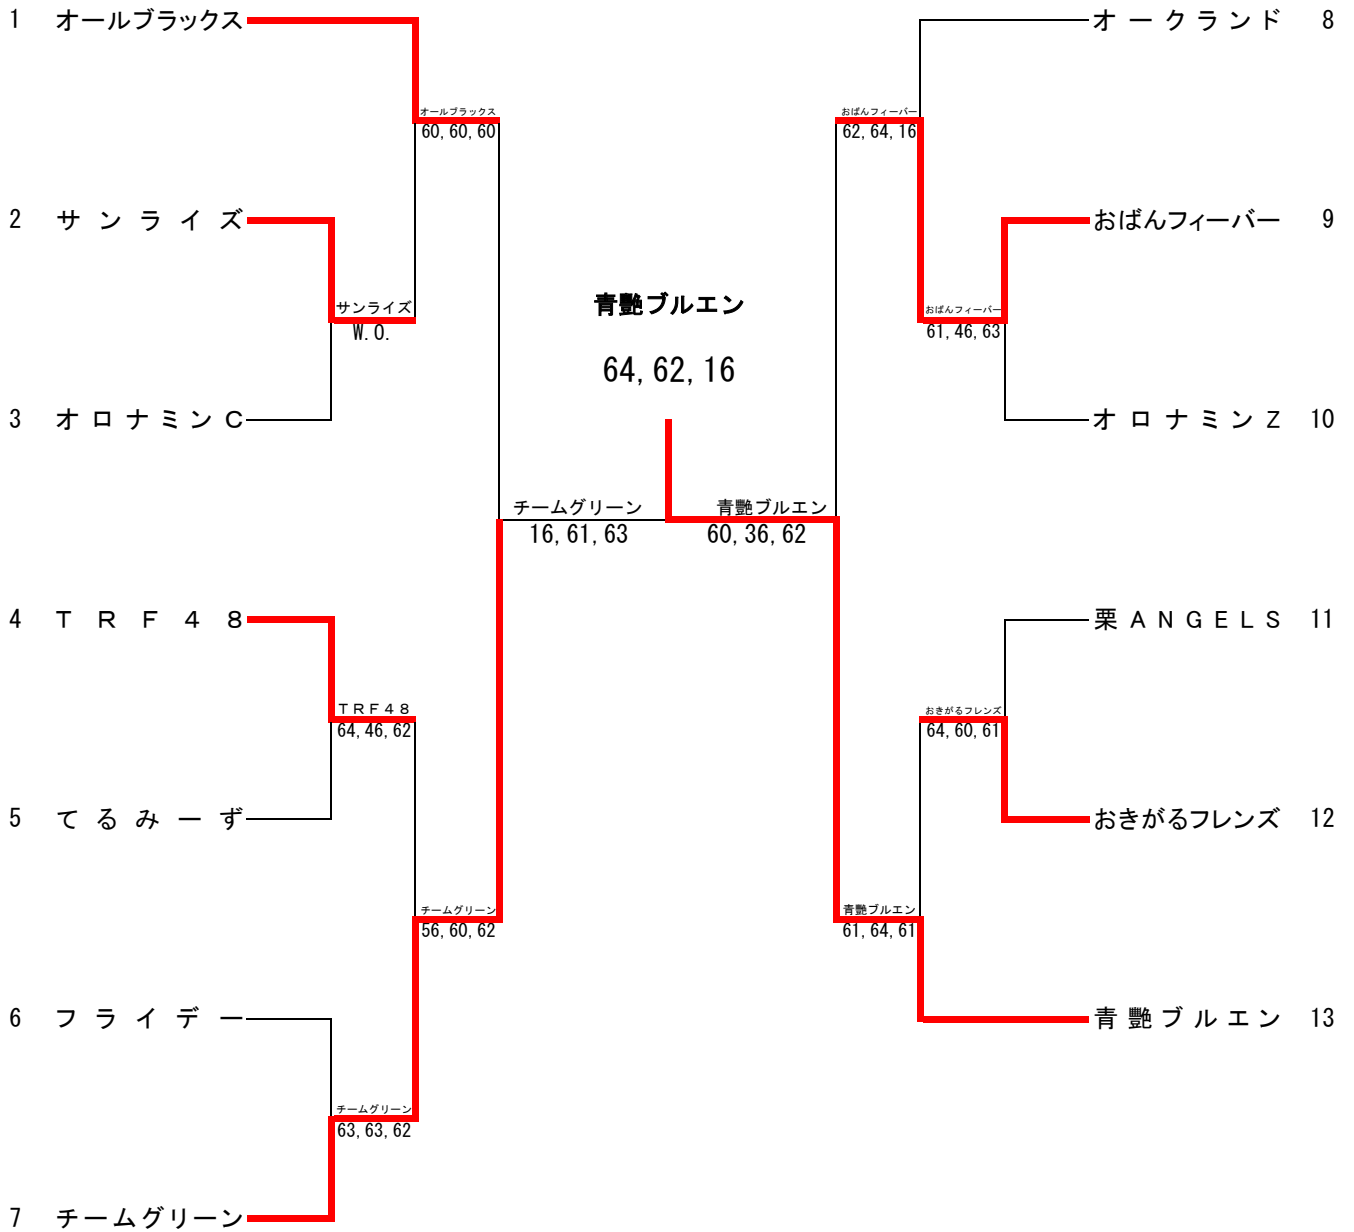 1 オールブラックス
オークランド 8
オールブラックス
60,60,60
おばんフィーバー
62,64,16
2 サンライズ
おばんフィーバー 9
サンライズ
W.O.
青艶ブルエン
64,62,16
おばんフィーバー
61,46,63
3 オロナミンC
オロナミンZ 10
チームグリーン
16,61,63
青艶ブルエン
60,36,62
4 TRF48
栗ANGELS 11
TRF48
64,46,62
おきがるフレンズ
64,60,61
5 てるみーず
おきがるフレンズ 12
チームグリーン
56,60,62
青艶ブルエン
61,64,61
6 フライデー
青艶ブルエン 13
チームグリーン
63,63,62
7 チームグリーン